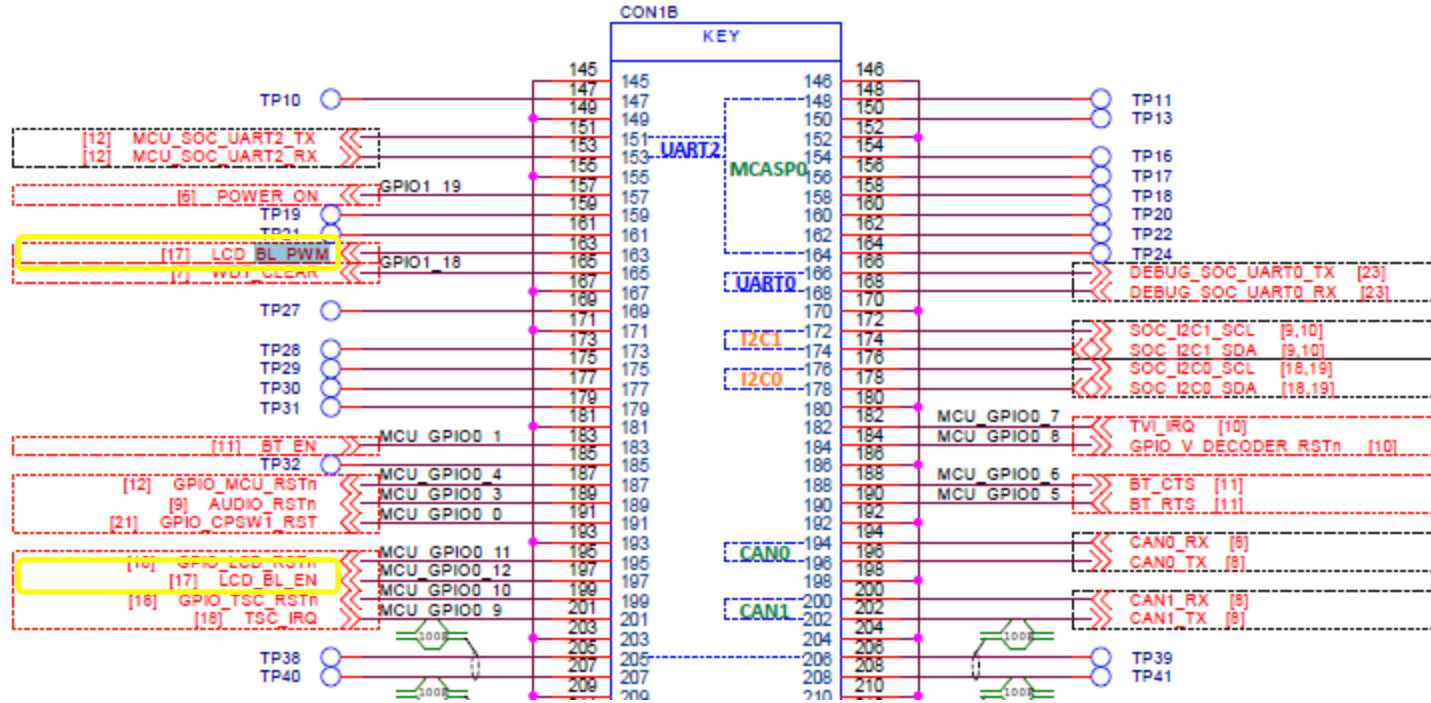 CON1B
KEY
145 145 146 146
TP10 147 147 148 148 TP11
149 149 150 150 TP13
[12] MCU_SOC_UART2_TX 151 151 152 152
[12] MCU_SOC_UART2_RX 153 153 UART2 154 154 TP16
155 155 MCASP0 156 156 TP17
[6] POWER_ON GPIO1_19 157 157 158 158 TP18
TP19 159 159 160 160 TP20
TP21 161 161 162 162 TP22
[17] LCD_BL_PWM 163 163 164 164 TP24
[7] WDT_CLEAR GPIO1_18 165 165 166 166 DEBUG_SOC_UART0_TX [23]
167 167 UART0 168 168 DEBUG_SOC_UART0_RX [23]
TP27 169 169 170 170
171 171 I2C1 172 172 SOC_I2C1_SCL [9,10]
TP28 173 173 174 174 SOC_I2C1_SDA [9,10]
TP29 175 175 I2C0 176 176 SOC_I2C0_SCL [18,19]
TP30 177 177 178 178 SOC_I2C0_SDA [18,19]
TP31 179 179 180 180
181 181 182 182 MCU_GPIO0_7 TVI_IRQ [10]
[11] BT_EN MCU_GPIO0_1 183 183 184 184 MCU_GPIO0_8 GPIO_V_DECODER_RSTn [10]
TP32 185 185 186 186
[12] GPIO_MCU_RSTn MCU_GPIO0_4 187 187 188 188 MCU_GPIO0_6 BT_CTS [11]
[9] AUDIO_RSTn MCU_GPIO0_3 189 189 190 190 MCU_GPIO0_5 BT_RTS [11]
[21] GPIO_CPSW1_RST MCU_GPIO0_0 191 191 192 192
193 193 CAN0 194 194 CAN0_RX [8]
[16] GPIO_LCD_RSTn MCU_GPIO0_11 195 195 196 196 CAN0_TX [8]
[17] LCD_BL_EN MCU_GPIO0_12 197 197 198 198
[18] GPIO_TSC_RSTn MCU_GPIO0_10 199 199 CAN1 200 200 CAN1_RX [8]
[18] TSC_IRQ MCU_GPIO0_9 201 201 202 202 CAN1_TX [8]
100R 203 203 204 204 100R
TP38 205 205 206 206 TP39
TP40 207 207 208 208 TP41
100R 209 209 210 210 100R